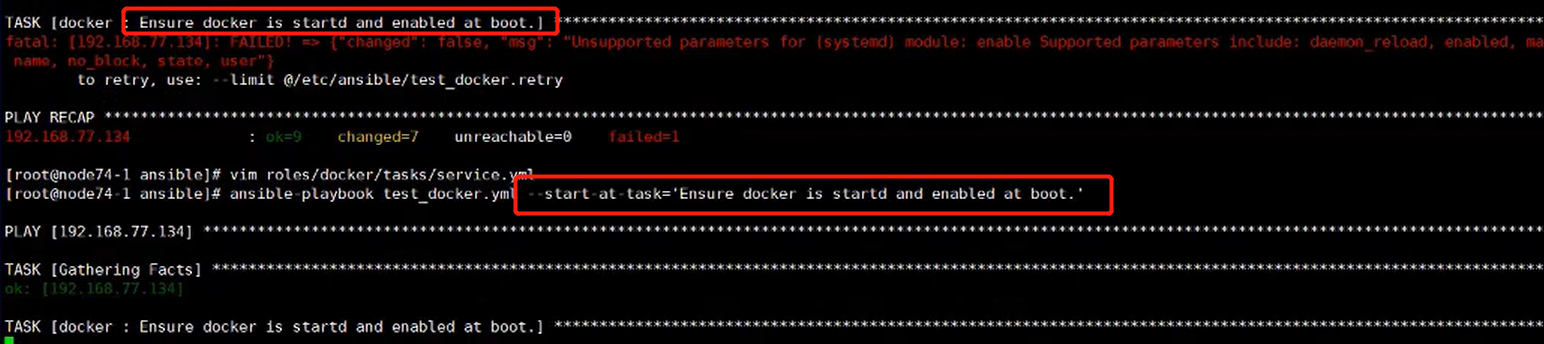 TASK [docker : Ensure docker is startd and enabled at boot.] ****************************************************************************************************************
fatal: [192.168.77.134]: FAILED! => {"changed": false, "msg": "Unsupported parameters for (systemd) module: enable Supported parameters include: daemon_reload, enabled, ma
name, no_block, state, user"}
to retry, use: --limit @/etc/ansible/test_docker.retry
PLAY RECAP ****************************************************************************************************************
192.168.77.134 : ok=9 changed=7 unreachable=0 failed=1
[root@node74-1 ansible]# vim roles/docker/tasks/service.yml
[root@node74-1 ansible]# ansible-playbook test_docker.yml --start-at-task='Ensure docker is startd and enabled at boot.'
PLAY [192.168.77.134] ****************************************************************************************************************
TASK [Gathering Facts] ****************************************************************************************************************
ok: [192.168.77.134]
TASK [docker : Ensure docker is startd and enabled at boot.] ****************************************************************************************************************